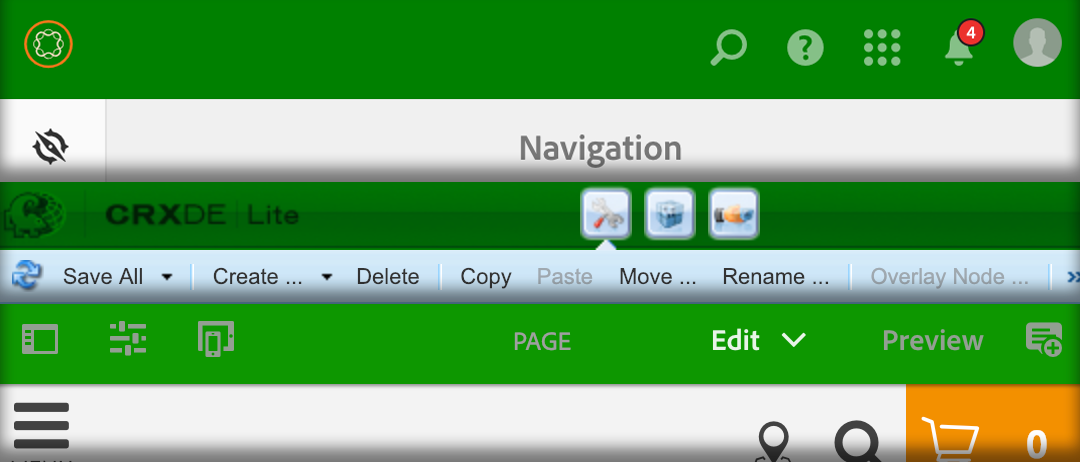 4
Navigation
CRXDE Lite
Save All Create ... Delete Copy Paste Move ... Rename ... Overlay Node ... »
PAGE Edit Preview
0